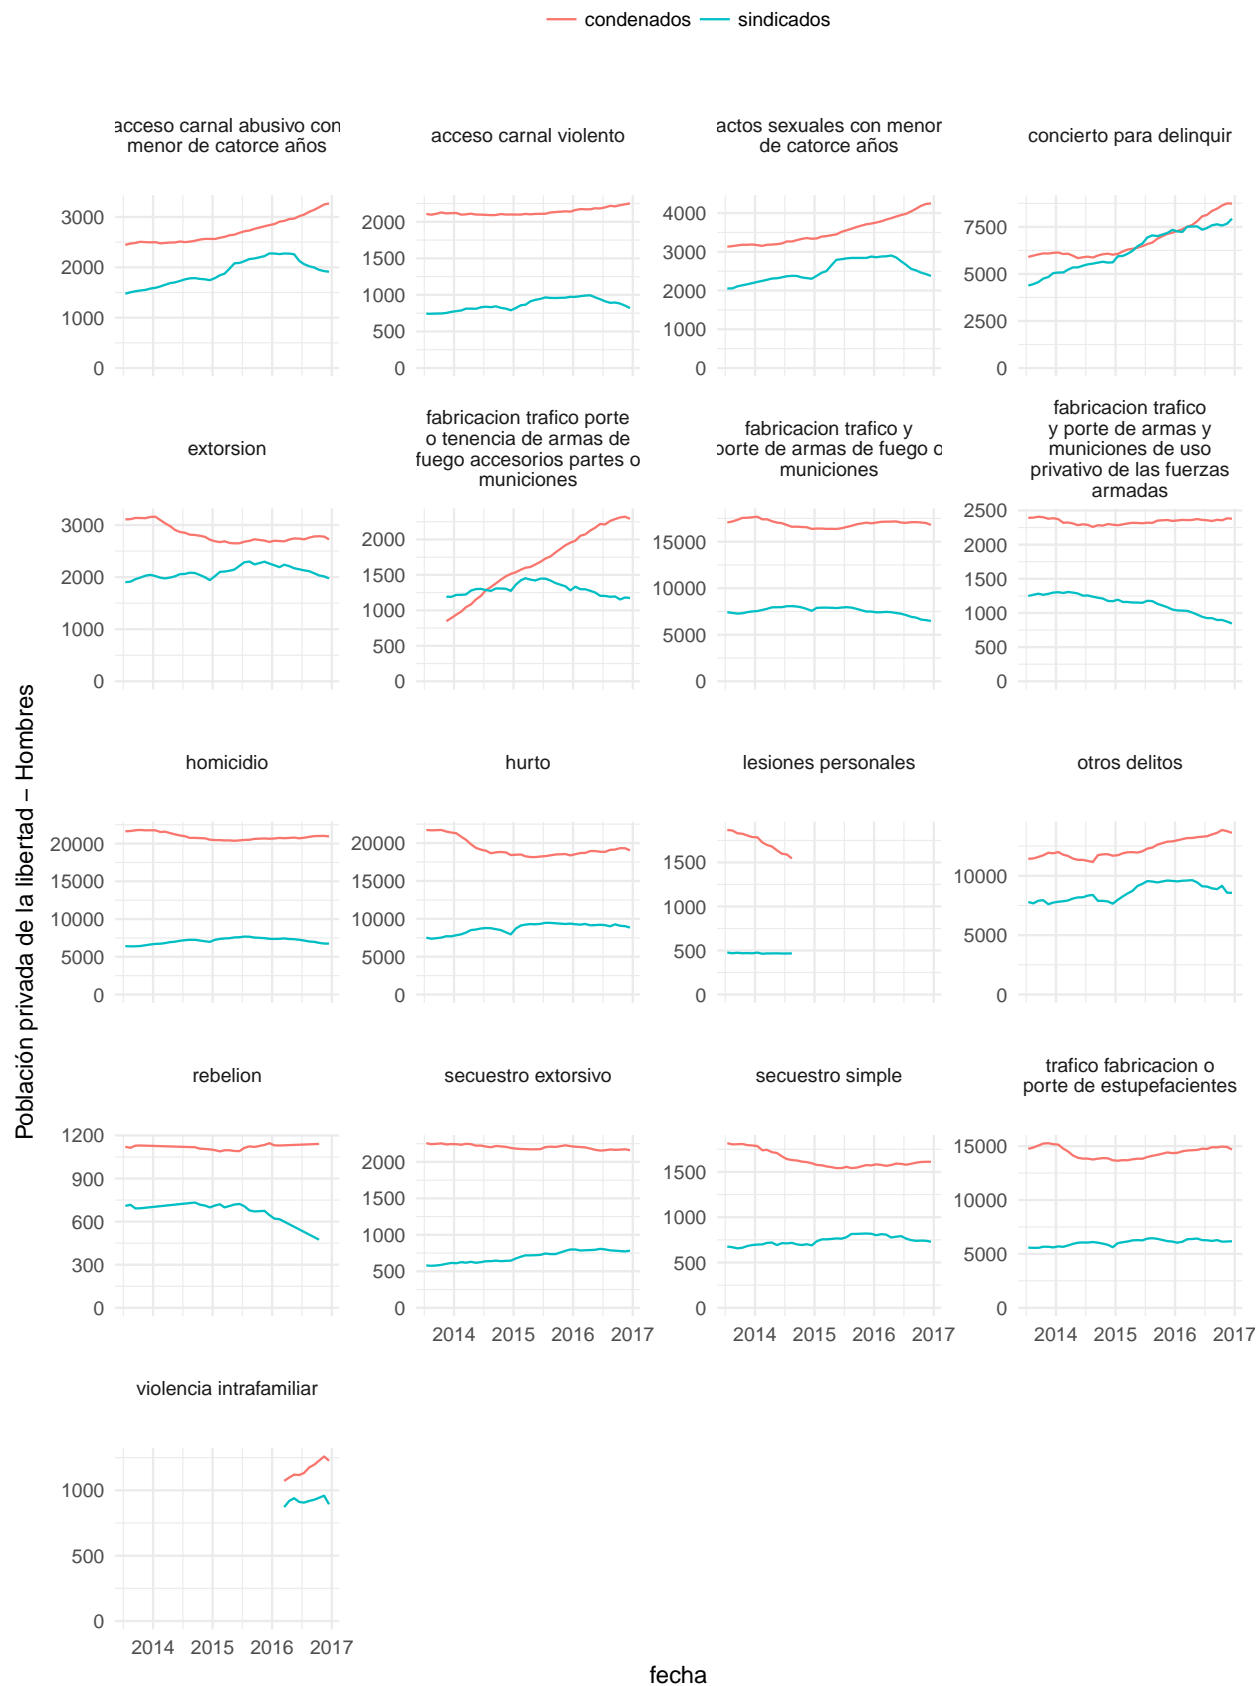 condenados sindicados
acceso carnal abusivo con
menor de catorce años
acceso carnal violento
actos sexuales con menor
de catorce años
concierto para delinquir
3000
2000
1000
0
2000
1500
1000
500
0
4000
3000
2000
1000
0
7500
5000
2500
0
extorsion
fabricacion trafico porte
o tenencia de armas de
fuego accesorios partes o
municiones
fabricacion trafico y
porte de armas de fuego o
municiones
fabricacion trafico
y porte de armas y
municiones de uso
privativo de las fuerzas
armadas
3000
2000
1000
0
2000
1500
1000
500
0
15000
10000
5000
0
2500
2000
1500
1000
500
0
Población privada de la libertad – Hombres
homicidio
hurto
lesiones personales
otros delitos
20000
15000
10000
5000
0
20000
15000
10000
5000
0
1500
1000
500
0
10000
5000
0
rebelion
secuestro extorsivo
secuestro simple
trafico fabricacion o
porte de estupefacientes
1200
900
600
300
0
2000
1500
1000
500
0
1500
1000
500
0
15000
10000
5000
0
2014 2015 2016 2017
2014 2015 2016 2017
2014 2015 2016 2017
violencia intrafamiliar
1000
500
0
2014 2015 2016 2017
fecha